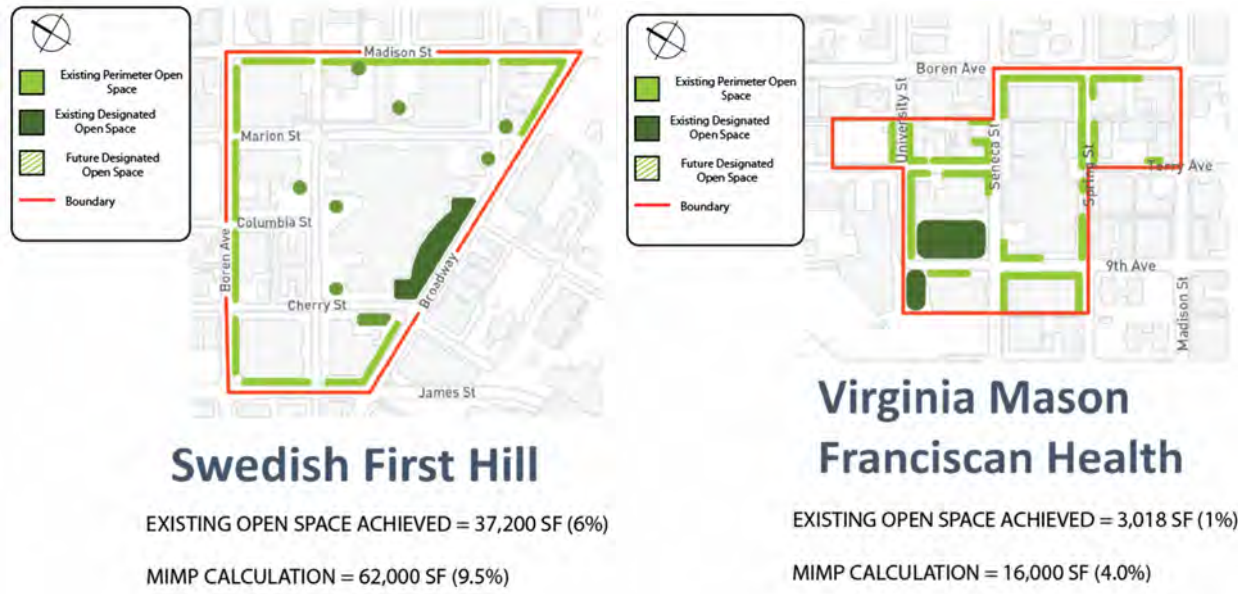 Existing Perimeter Open
Space
Existing Designated
Open Space
Future Designated
Open Space
Boundary
Madison St
Marion St
Columbia St
Boren Ave
Cherry St
Broadway
James St
Swedish First Hill
EXISTING OPEN SPACE ACHIEVED = 37,200 SF (6%)
MIMP CALCULATION = 62,000 SF (9.5%)
Existing Perimeter Open
Space
Existing Designated
Open Space
Future Designated
Open Space
Boundary
Boren Ave
University St
Seneca St
Spring St
Terry Ave
9th Ave
Madison St
Virginia Mason
Franciscan Health
EXISTING OPEN SPACE ACHIEVED = 3,018 SF (1%)
MIMP CALCULATION = 16,000 SF (4.0%)